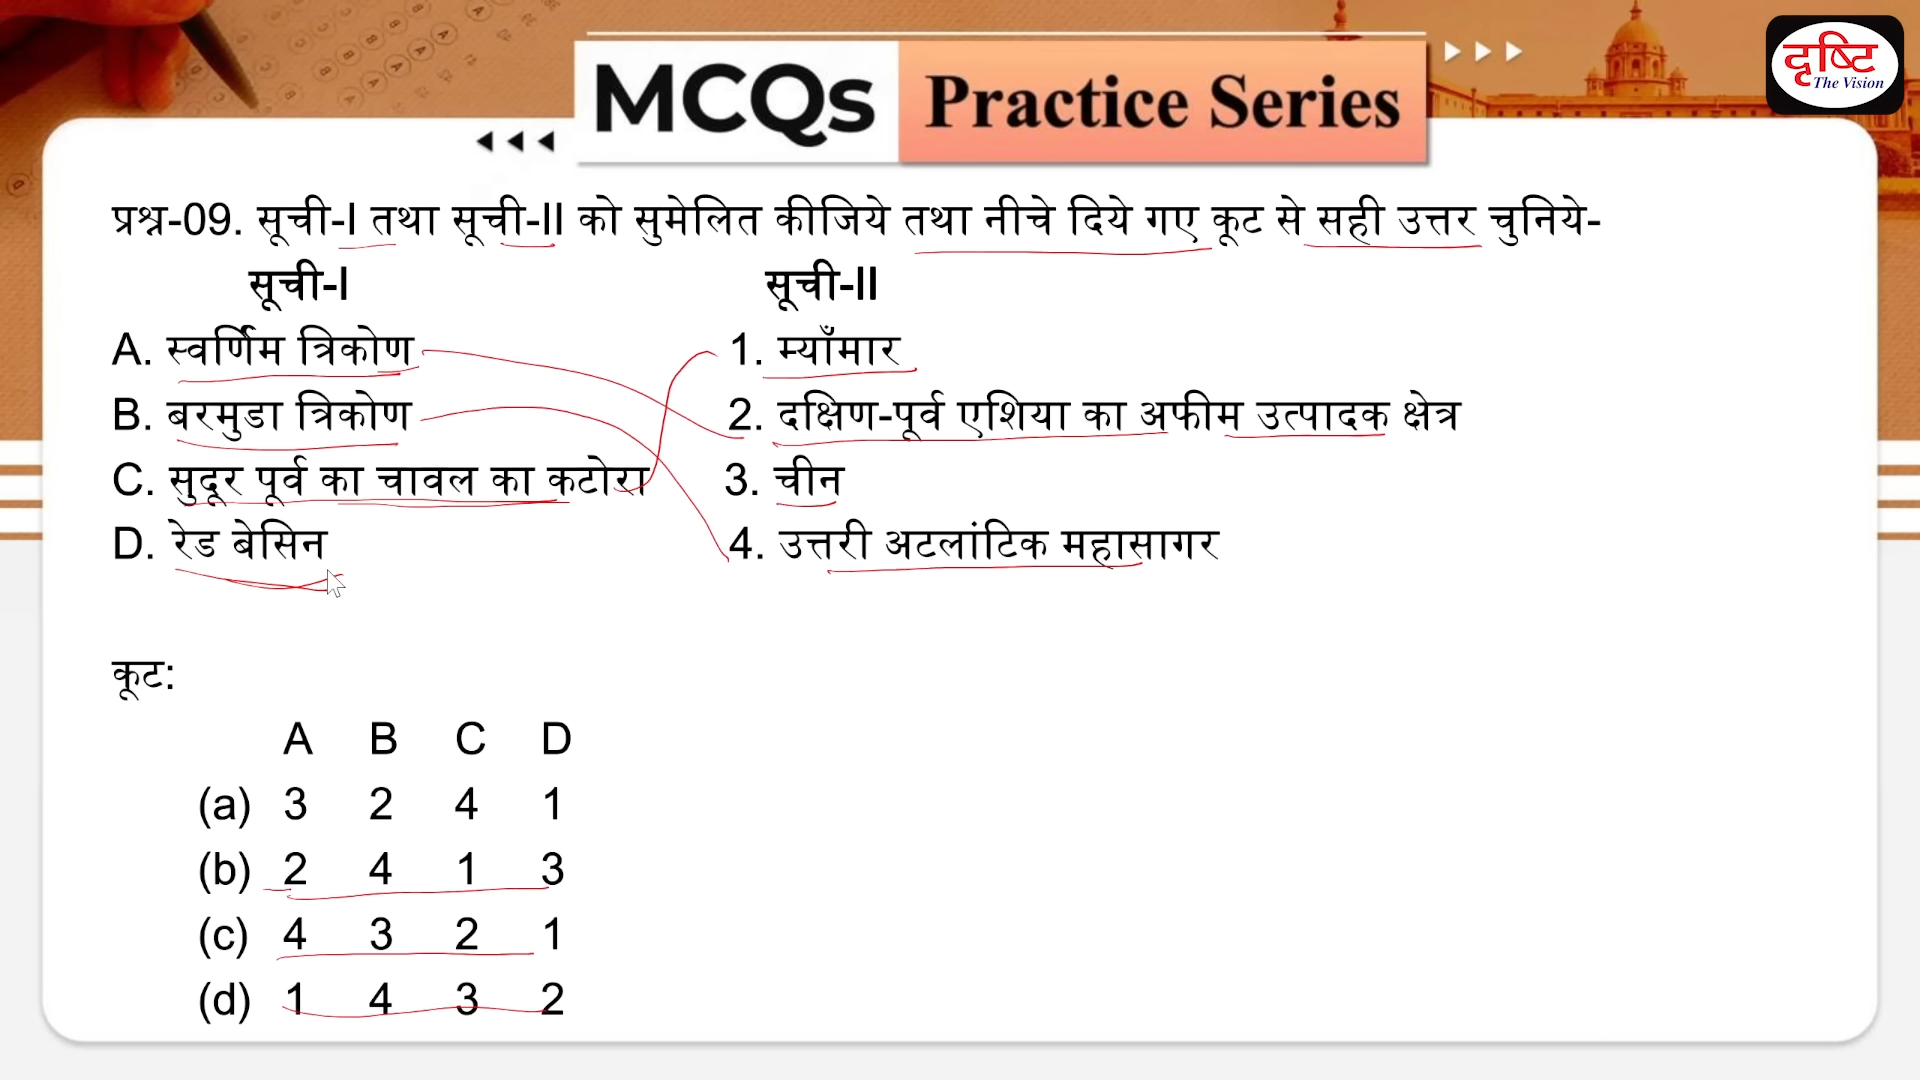 दृष्टि
The Vision
MCQs Practice Series
प्रश्न-09. सूची-I तथा सूची-II को सुमेलित कीजिये तथा नीचे दिये गए कूट से सही उत्तर चुनिये-
सूची-I सूची-II
A. स्वर्णिम त्रिकोण 1. म्याँमार
B. बरमुडा त्रिकोण 2. दक्षिण-पूर्व एशिया का अफीम उत्पादक क्षेत्र
C. सुदूर पूर्व का चावल का कटोरा 3. चीन
D. रेड बेसिन 4. उत्तरी अटलांटिक महासागर
कूट:
A B C D
(a) 3 2 4 1
(b) 2 4 1 3
(c) 4 3 2 1
(d) 1 4 3 2